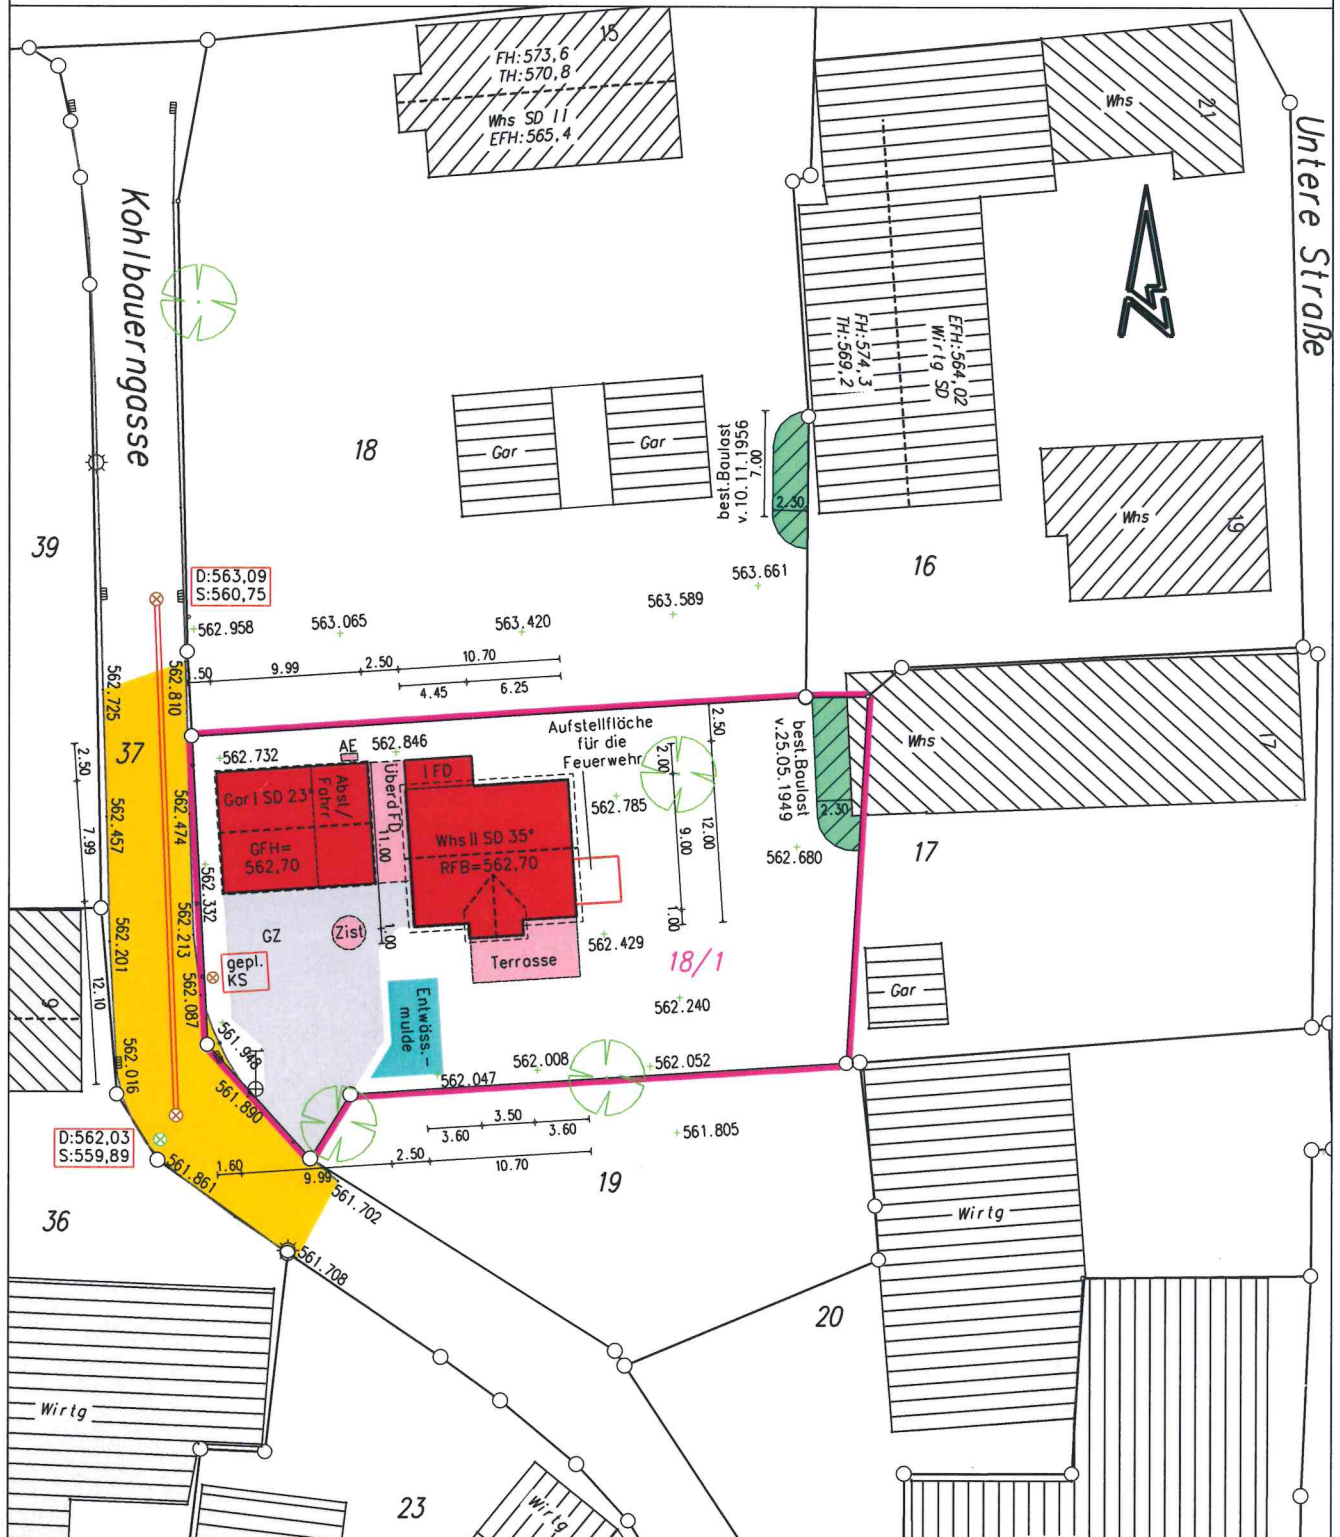 15
FH:573,6
TH:570,8
Whs SD II
EFH:565,4
Whs
21
Untere Straße
Kohlbauerngasse
EFH:564,02
Wirtg SD
FH:574,3
TH:569,2
18
Gar
Gar
best.Baulast
v.10.11.1956
7.00
2.30
Whs
19
39
16
D:563,09
S:560,75
562.958
563.065
563.420
563.589
563.661
.50
9.99
2.50
10.70
4.45
6.25
562.725
562.810
37
2.50
7.99
12.10
562.457
562.474
562.332
562.201
562.213
562.087
562.016
562.732
AE
562.846
Aufstellfläche
für die
Feuerwehr
2.50
2.00
9.00
12.00
1.00
best.Baulast
v.25.05.1949
2.30
Whs
17
Gar I SD 23°
Abst/
Fahrr
GFH=
562,70
Überd FD
11.00
1.00
I FD
Whs II SD 35°
RFB=562,70
562.785
562.680
17
562.429
GZ
Zist
gepl.
KS
Terrasse
18/1
Gar
562.240
Entwäss.-
mulde
561.948
561.890
562.008
562.052
562.047
9
D:562,03
S:559,89
561.861
3.50
3.60
3.60
561.805
1.60
9.99
2.50
10.70
561.702
561.708
19
36
Wirtg
20
Wirtg
23
Wirtg